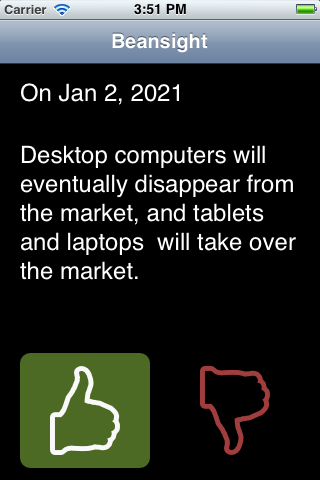 Carrier 3:51 PM
Beansight
On Jan 2, 2021
Desktop computers will
eventually disappear from
the market, and tablets
and laptops  will take over
the market.